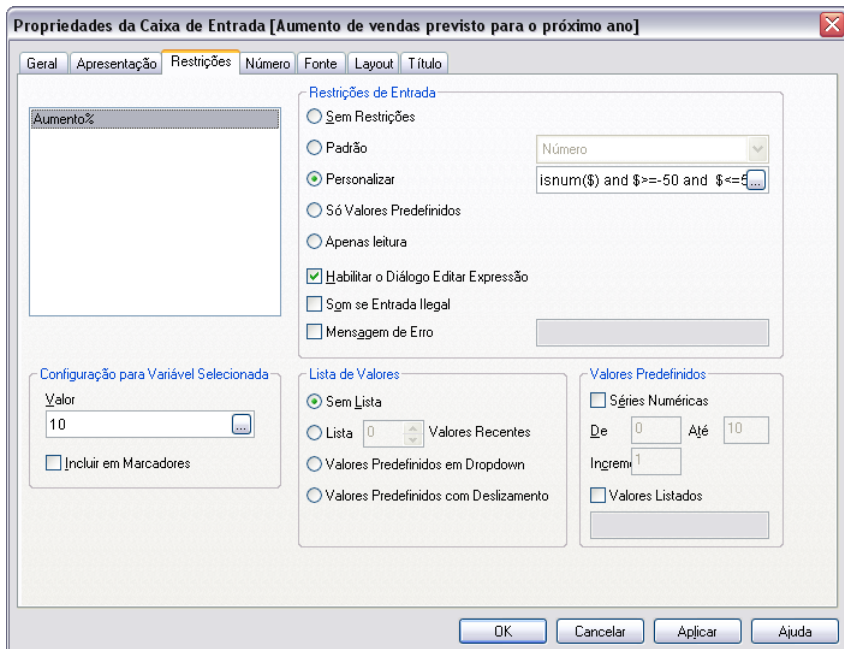 Propriedades da Caixa de Entrada [Aumento de vendas previsto para o próximo ano]
Geral Apresentação Restrições Número Fonte Layout Título
Aumento%
Restrições de Entrada
Sem Restrições
Padrão Número
Personalizar isnum($) and $>=-50 and $<=5...
Só Valores Predefinidos
Apenas leitura
Habilitar o Diálogo Editar Expressão
Som se Entrada Ilegal
Mensagem de Erro
Configuração para Variável Selecionada
Valor
10 ...
Incluir em Marcadores
Lista de Valores
Sem Lista
Lista 0 Valores Recentes
Valores Predefinidos em Dropdown
Valores Predefinidos com Deslizamento
Valores Predefinidos
Séries Numéricas
De 0 Até 10
Increm 1
Valores Listados
OK Cancelar Aplicar Ajuda